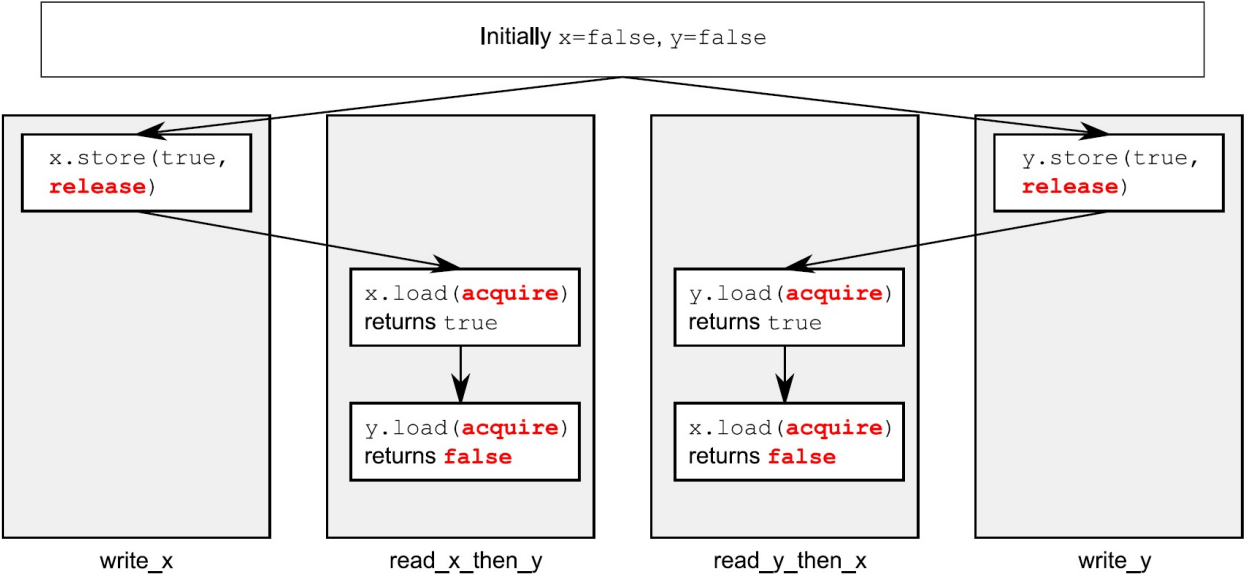 Initially x=false, y=false
x.store(true,
release)
y.store(true,
release)
x.load(acquire)
returns true
y.load(acquire)
returns true
y.load(acquire)
returns false
x.load(acquire)
returns false
write_x
read_x_then_y
read_y_then_x
write_y